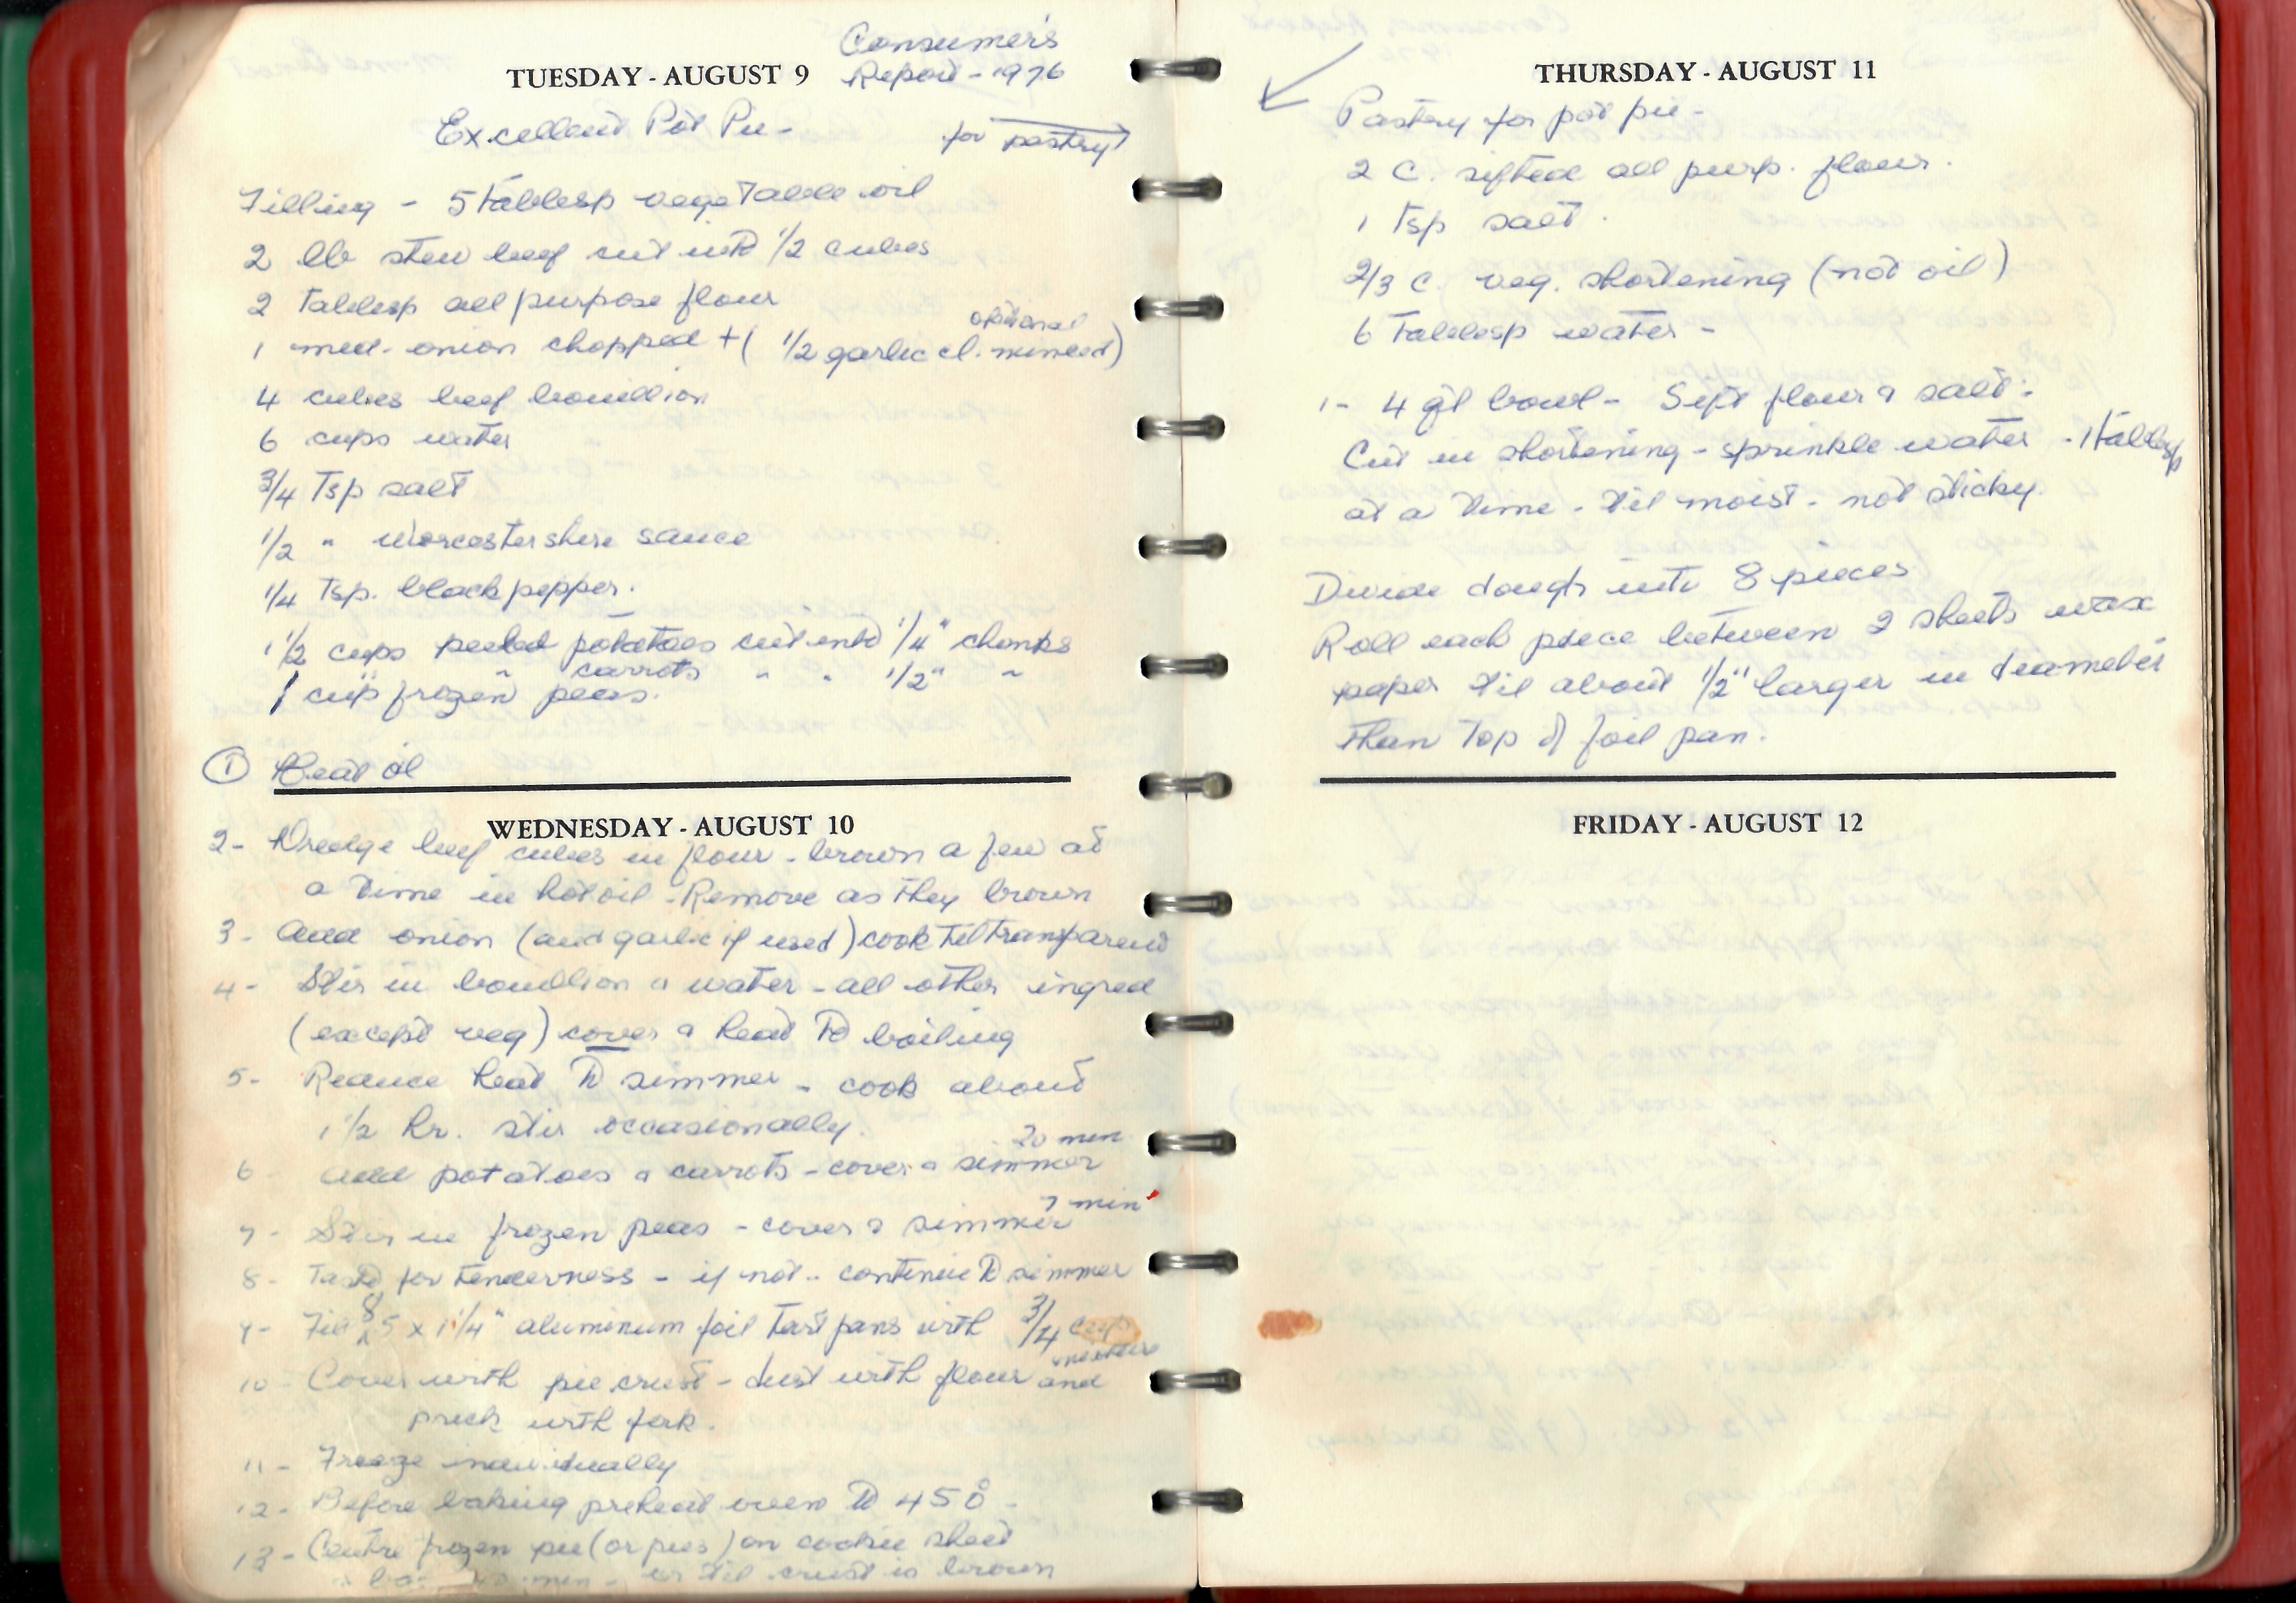 TUESDAY - AUGUST 9
Consumer's
Report - 1976
Excellent Pot Pie -
for pastry
Filling - 5 Tablesp vegetable oil
2 lb stew beef cut into 1/2 cubes
2 Tablesp all purpose flour
optional
1 med. onion chopped + ( 1/2 garlic cl. minced)
4 cubes beef bouillion
6 cups water
3/4 Tsp salt
1/2 " Worcestershire sauce
1/4 Tsp. black pepper.
1 1/2 cups peeled potatoes cut into 1/4" chunks
" " " carrots " " 1/2" "
1 cup frozen peas.
① Heat oil
WEDNESDAY - AUGUST 10
2- Dredge beef cubes in flour - brown a few at
a time in hot oil - Remove as they brown
3- Add onion (and garlic if used) cook til transparent
4- Stir in bouillion & water - all other ingred
(except veg) cover & heat to boiling
5- Reduce heat to simmer - cook about
1 1/2 hr. stir occasionally.
20 min
6 Add potatoes & carrots - cover & simmer
7 min
7- Stir in frozen peas - cover & simmer
8- Taste for tenderness - if not - continue to simmer
9- Fill 8 5 x 1 1/4" aluminum foil tart pans with 3/4 cup
mixture
10- Cover with pie crust - dust with flour and
prick with fork.
11- Freeze individually
12- Before baking preheat oven to 450°-
13- Centre frozen pie (or pies) on cookie sheet
40 min - or til crust is brown
THURSDAY - AUGUST 11
Pastry for pot pie -
2 C. sifted all purp. flour.
1 Tsp salt.
2/3 C. veg. shortening (not oil)
6 Tablesp water -
1- 4 qt bowl - Sift flour & salt -
Cut in shortening - sprinkle water - 1 Tablesp
at a time - til moist - not sticky.
Divide dough into 8 pieces
Roll each piece between 2 sheets wax
paper til about 1/2" larger in diameter
than top of foil pan.
FRIDAY - AUGUST 12